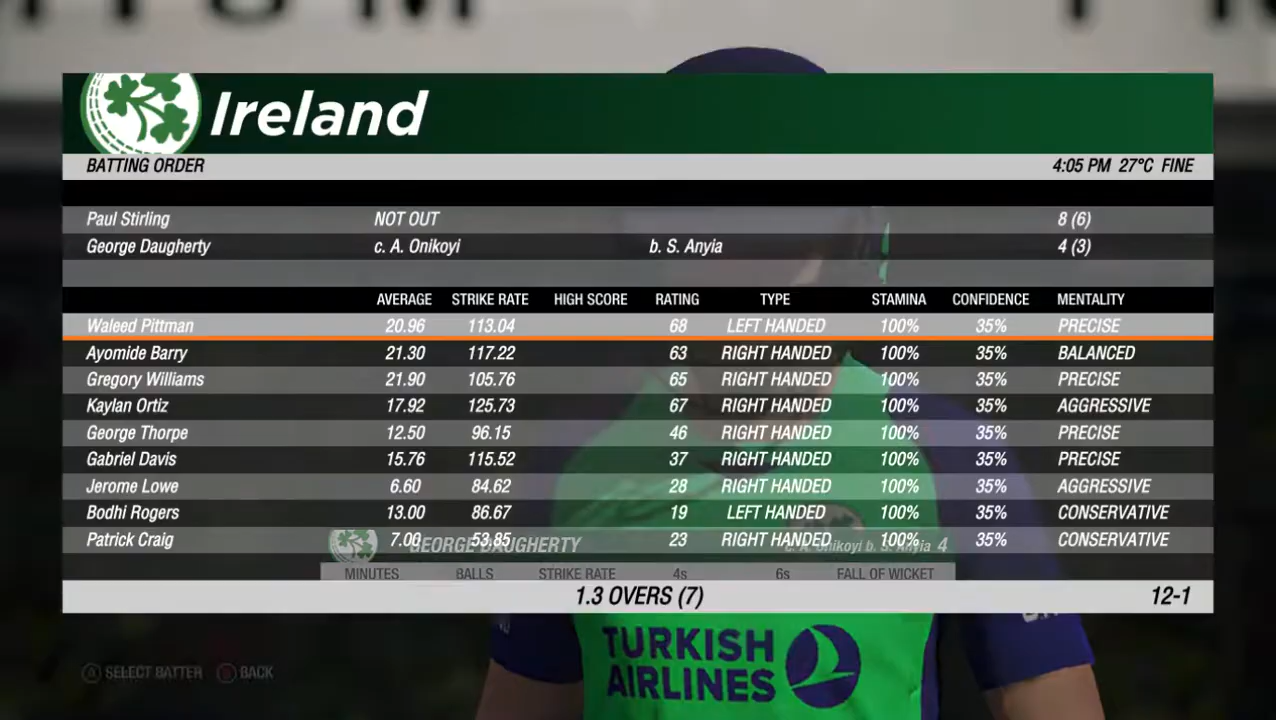 Ireland
BATTING ORDER 4:05 PM 27°C FINE
Paul Stirling NOT OUT 8 (6)
George Daugherty c. A. Onikoyi b. S. Anyia 4 (3)
AVERAGE STRIKE RATE HIGH SCORE RATING TYPE STAMINA CONFIDENCE MENTALITY
Waleed Pittman 20.96 113.04 68 LEFT HANDED 100% 35% PRECISE
Ayomide Barry 21.30 117.22 63 RIGHT HANDED 100% 35% BALANCED
Gregory Williams 21.90 105.76 65 RIGHT HANDED 100% 35% PRECISE
Kaylan Ortiz 17.92 125.73 67 RIGHT HANDED 100% 35% AGGRESSIVE
George Thorpe 12.50 96.15 46 RIGHT HANDED 100% 35% PRECISE
Gabriel Davis 15.76 115.52 37 RIGHT HANDED 100% 35% PRECISE
Jerome Lowe 6.60 84.62 28 RIGHT HANDED 100% 35% AGGRESSIVE
Bodhi Rogers 13.00 86.67 19 LEFT HANDED 100% 35% CONSERVATIVE
Patrick Craig 7.00 53.85 23 RIGHT HANDED 100% 35% CONSERVATIVE
GEORGE DAUGHERTY c. A. Onikoyi b. S. Anyia 4
MINUTES BALLS STRIKE RATE 4s 6s FALL OF WICKET
1.3 OVERS (7) 12-1
TURKISH
AIRLINES
A SELECT BATTER B BACK